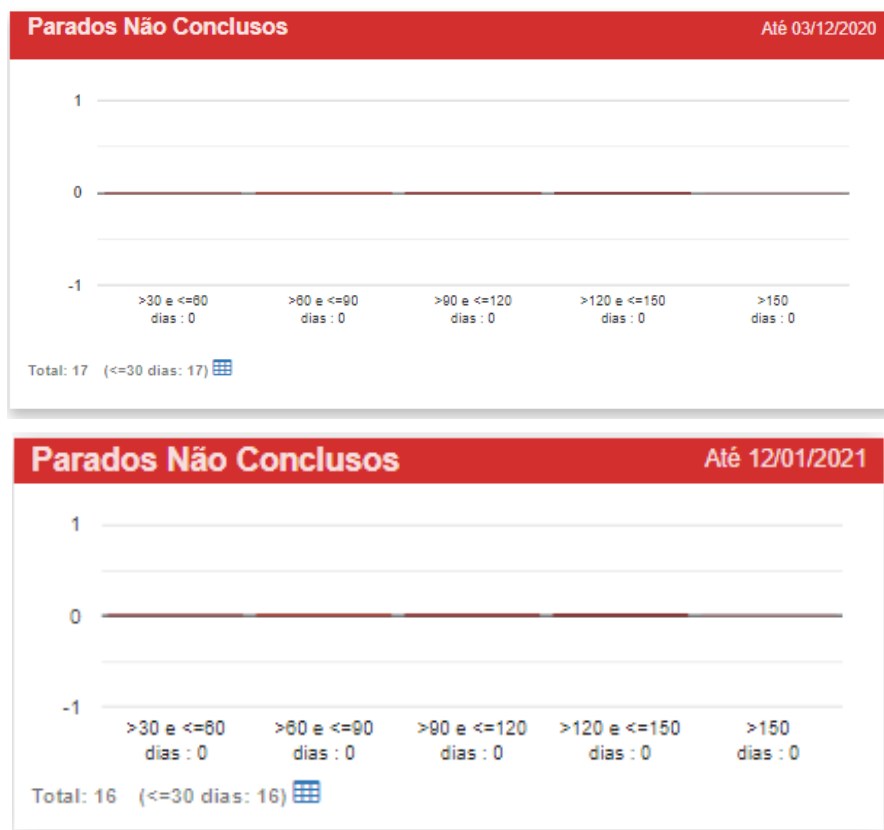 Parados Não Conclusos Até 03/12/2020
1
0
-1
>30 e <=60 >60 e <=90 >90 e <=120 >120 e <=150 >150
dias : 0 dias : 0 dias : 0 dias : 0 dias : 0
Total: 17 (<=30 dias: 17)
Parados Não Conclusos Até 12/01/2021
1
0
-1
>30 e <=60 >60 e <=90 >90 e <=120 >120 e <=150 >150
dias : 0 dias : 0 dias : 0 dias : 0 dias : 0
Total: 16 (<=30 dias: 16)